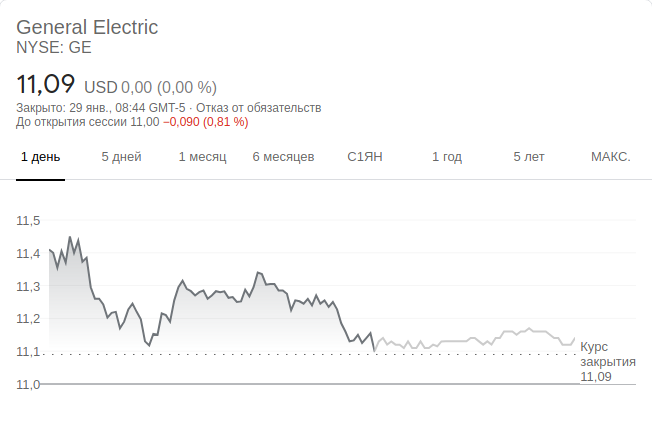 General Electric
NYSE: GE
11,09 USD 0,00 (0,00 %)
Закрыто: 29 янв., 08:44 GMT-5 · Отказ от обязательств
До открытия сессии 11,00 −0,090 (0,81 %)
1 день 5 дней 1 месяц 6 месяцев С1ЯН 1 год 5 лет МАКС.
11,5
11,4
11,3
11,2
11,1
11,0
Курс
закрытия
11,09